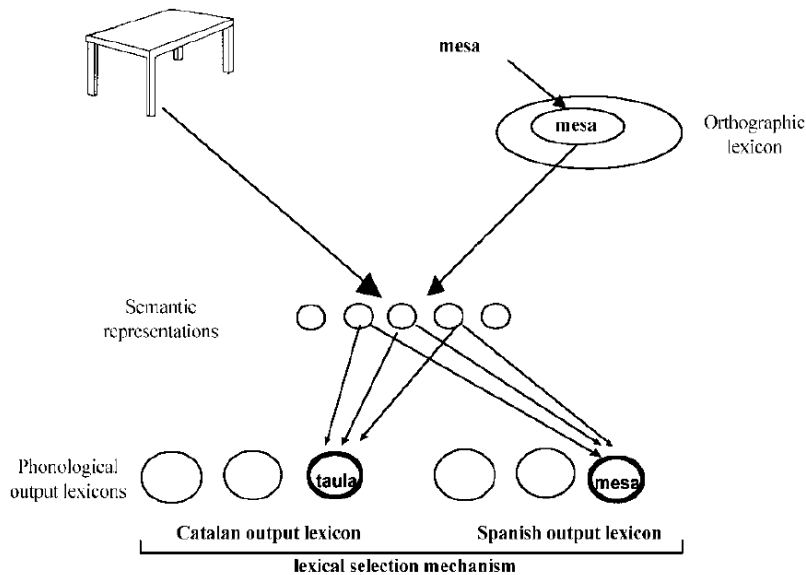 mesa
mesa
Orthographic
lexicon
Semantic
representations
Phonological
output lexicons
taula
mesa
Catalan output lexicon
Spanish output lexicon
lexical selection mechanism